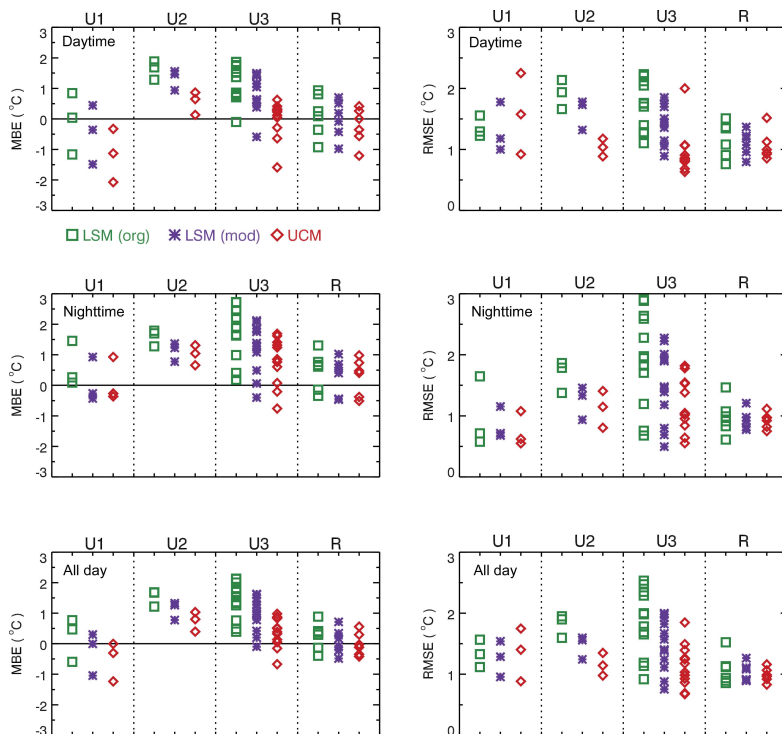 U1 U2 U3 R
Daytime
3
2
1
0
-1
-2
-3
MBE ( °C)
U1 U2 U3 R
Daytime
2
1
0
RMSE ( °C)
LSM (org) LSM (mod) UCM
U1 U2 U3 R
Nighttime
3
2
1
0
-1
-2
-3
MBE ( °C)
U1 U2 U3 R
Nighttime
3
2
1
0
RMSE ( °C)
U1 U2 U3 R
All day
3
2
1
0
-1
-2
-3
MBE ( °C)
U1 U2 U3 R
All day
3
2
1
0
RMSE ( °C)